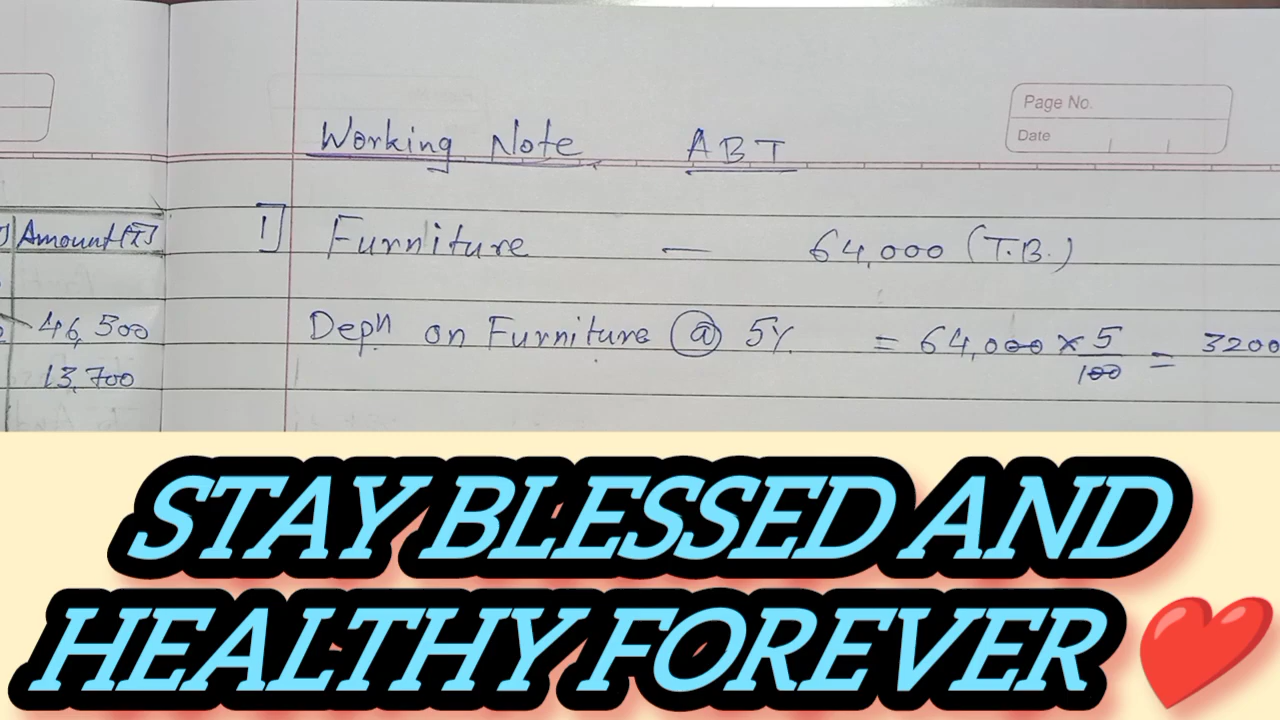 Page No.
Date
Working Note ABT
Amount (₹)
1] Furniture — 64,000 (T.B.)
46,500
Depn on Furniture @ 5% = 64,000 × 5/100 = 3200
13,700
STAY BLESSED AND
HEALTHY FOREVER ❤️